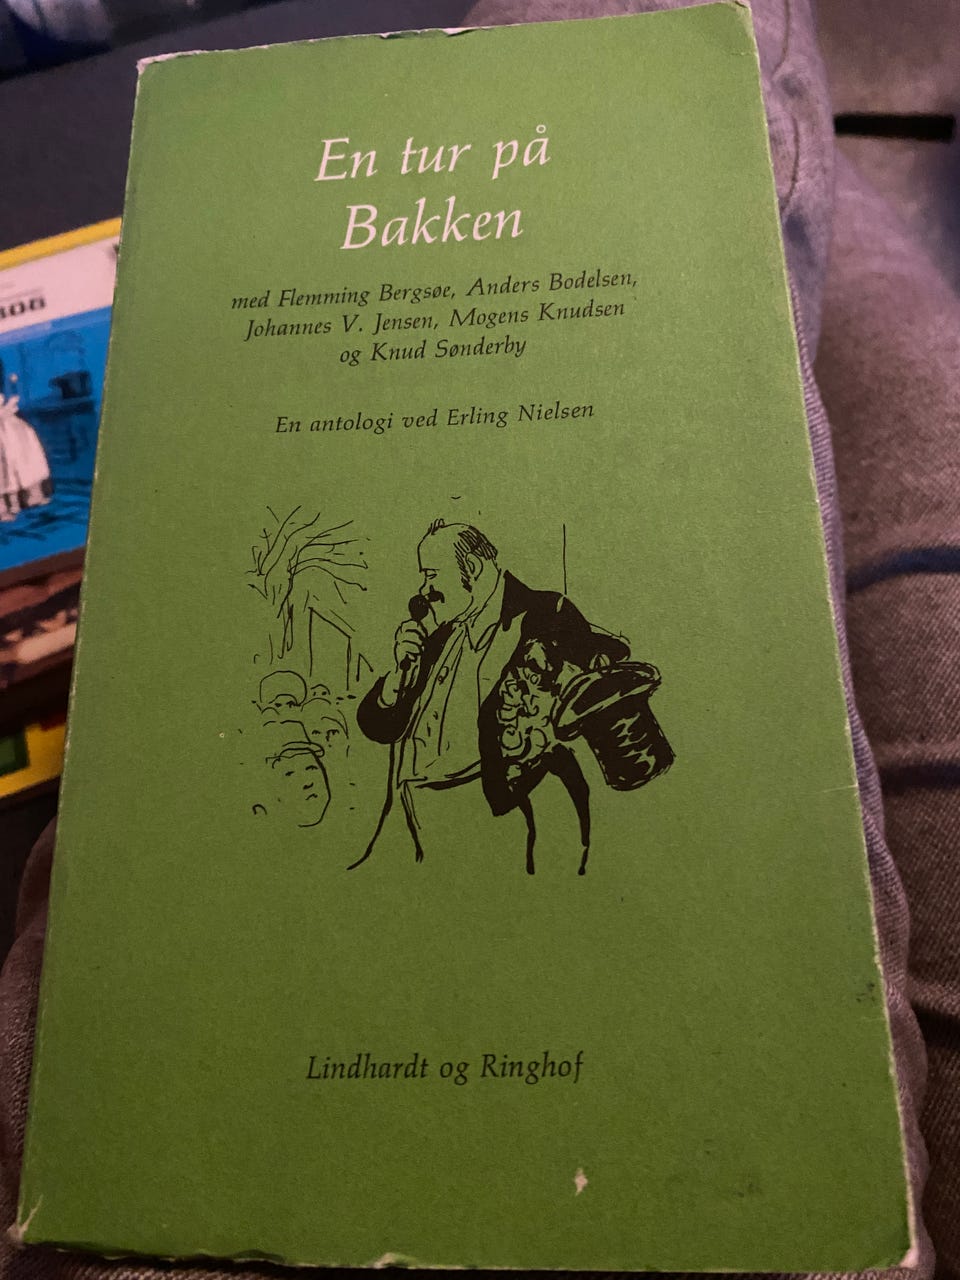 En tur på
Bakken
med Flemming Bergsøe, Anders Bodelsen,
Johannes V. Jensen, Mogens Knudsen
og Knud Sønderby
En antologi ved Erling Nielsen
Lindhardt og Ringhof